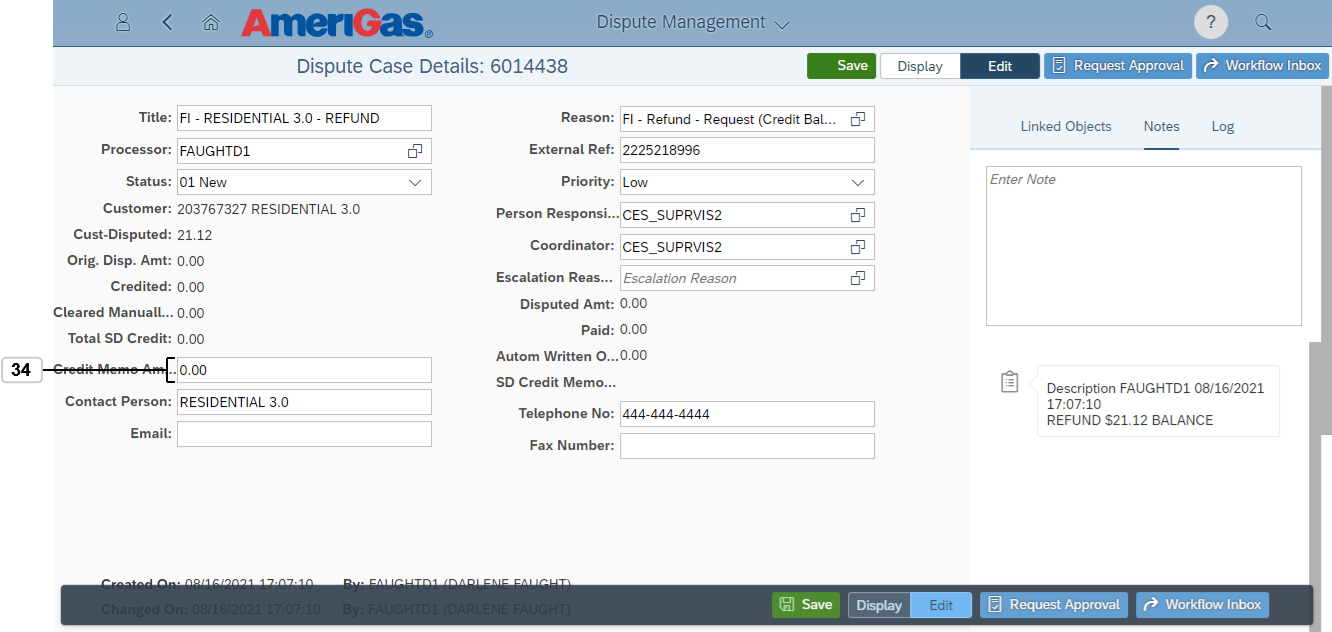 AmeriGas®
Dispute Management
?
Dispute Case Details: 6014438
Save
Display
Edit
Request Approval
Workflow Inbox
Title: FI - RESIDENTIAL 3.0 - REFUND
Processor: FAUGHTD1
Status: 01 New
Customer: 203767327 RESIDENTIAL 3.0
Cust-Disputed: 21.12
Orig. Disp. Amt: 0.00
Credited: 0.00
Cleared Manuall... 0.00
Total SD Credit: 0.00
34
Credit Memo Am... 0.00
Contact Person: RESIDENTIAL 3.0
Email:
Reason: FI - Refund - Request (Credit Bal...
External Ref: 2225218996
Priority: Low
Person Responsi... CES_SUPRVIS2
Coordinator: CES_SUPRVIS2
Escalation Reas... Escalation Reason
Disputed Amt: 0.00
Paid: 0.00
Autom Written O... 0.00
SD Credit Memo...
Telephone No: 444-444-4444
Fax Number:
Linked Objects
Notes
Log
Enter Note
Description FAUGHTD1 08/16/2021
17:07:10
REFUND $21.12 BALANCE
Created On: 08/16/2021 17:07:10 By: FAUGHTD1 (DARLENE FAUGHT)
Changed On: 08/16/2021 17:07:10 By: FAUGHTD1 (DARLENE FAUGHT)
Save
Display
Edit
Request Approval
Workflow Inbox